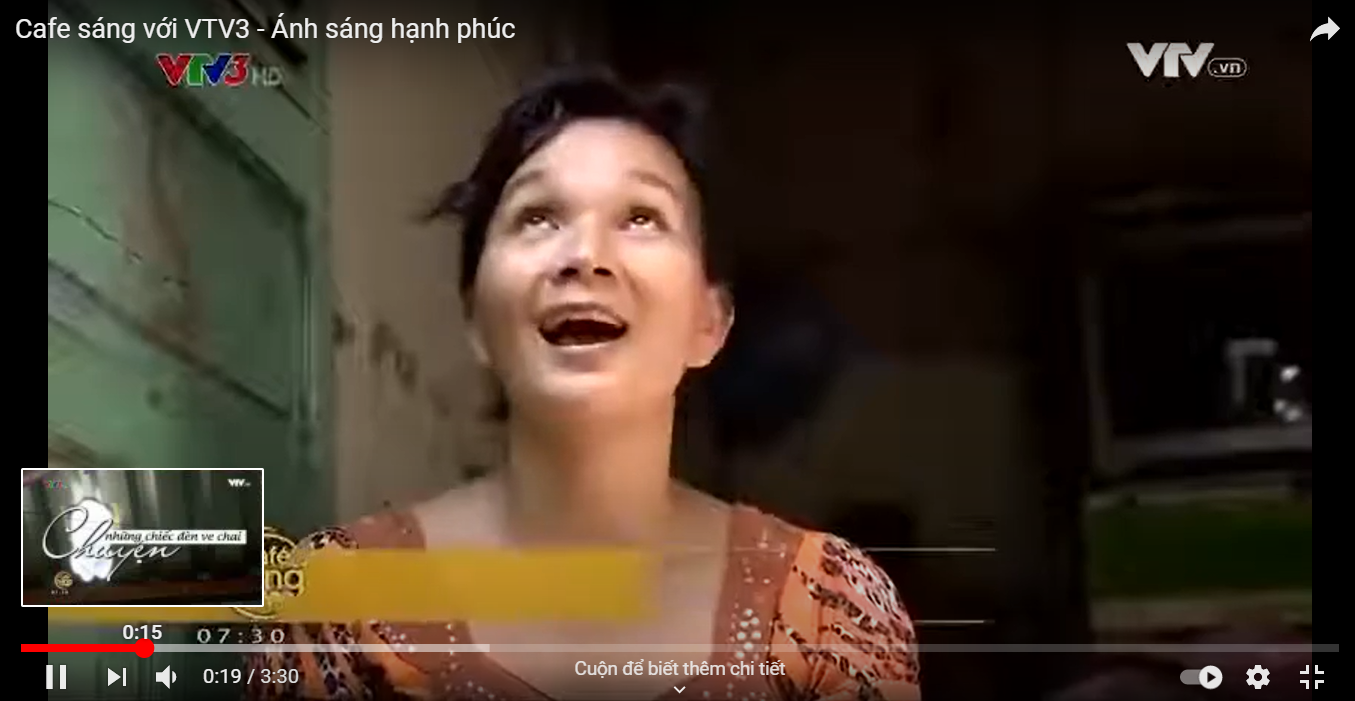 Cafe sáng với VTV3 - Ánh sáng hạnh phúc
VTV3 HD
VTV.vn
những chiếc đèn ve chai
Chuyện
0:15
07:30
0:19 / 3:30
Cuộn để biết thêm chi tiết